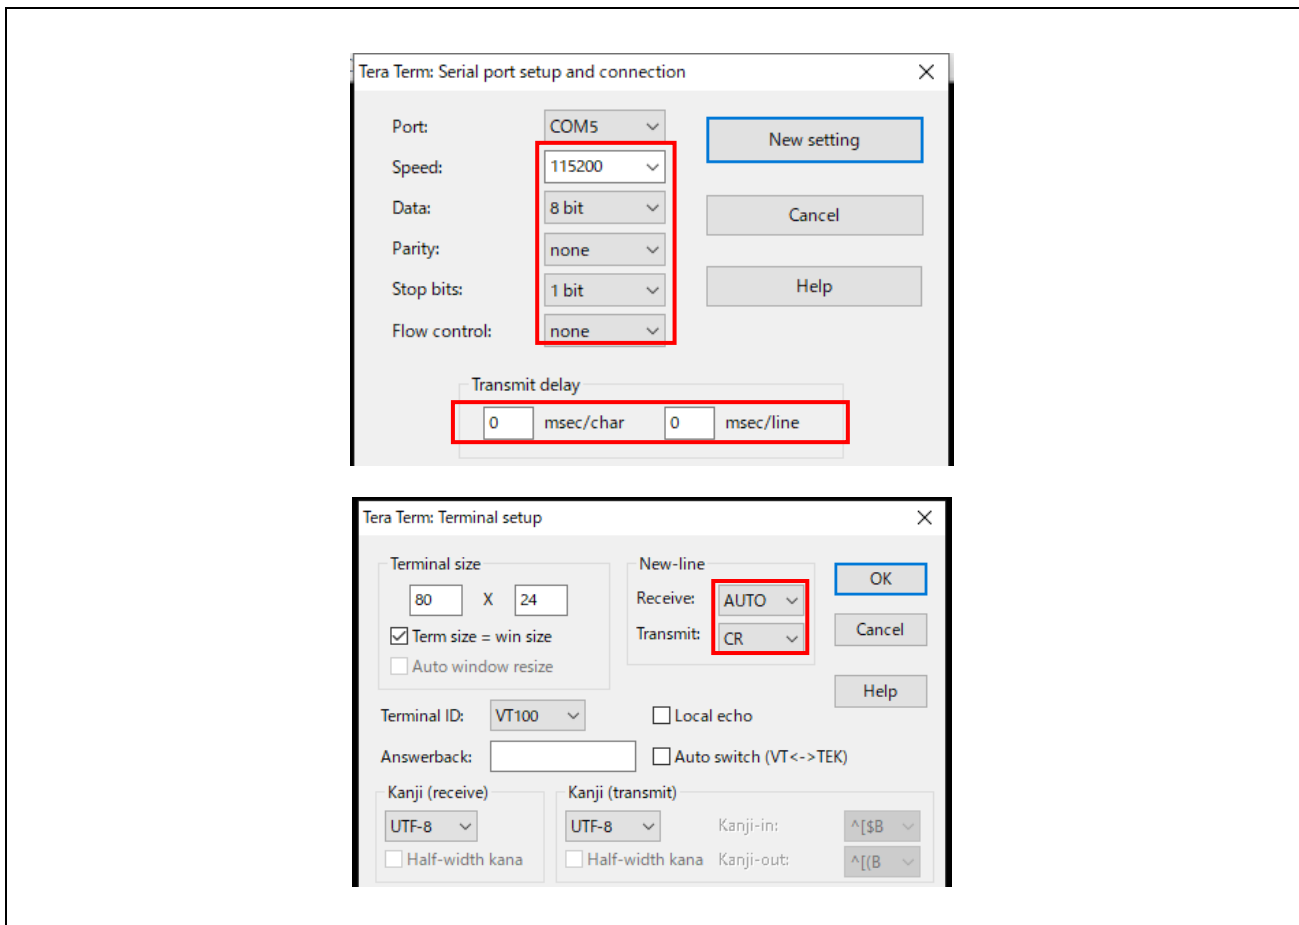 Tera Term: Serial port setup and connection
Port: COM5
New setting
Speed: 115200
Data: 8 bit
Cancel
Parity: none
Stop bits: 1 bit
Help
Flow control: none
Transmit delay
0 msec/char 0 msec/line
Tera Term: Terminal setup
Terminal size
80 X 24
Term size = win size
Auto window resize
New-line
Receive: AUTO
Transmit: CR
OK
Cancel
Help
Terminal ID: VT100
Local echo
Answerback:
Auto switch (VT<->TEK)
Kanji (receive)
UTF-8
Half-width kana
Kanji (transmit)
UTF-8
Kanji-in: ^[$B
Half-width kana
Kanji-out: ^[(B